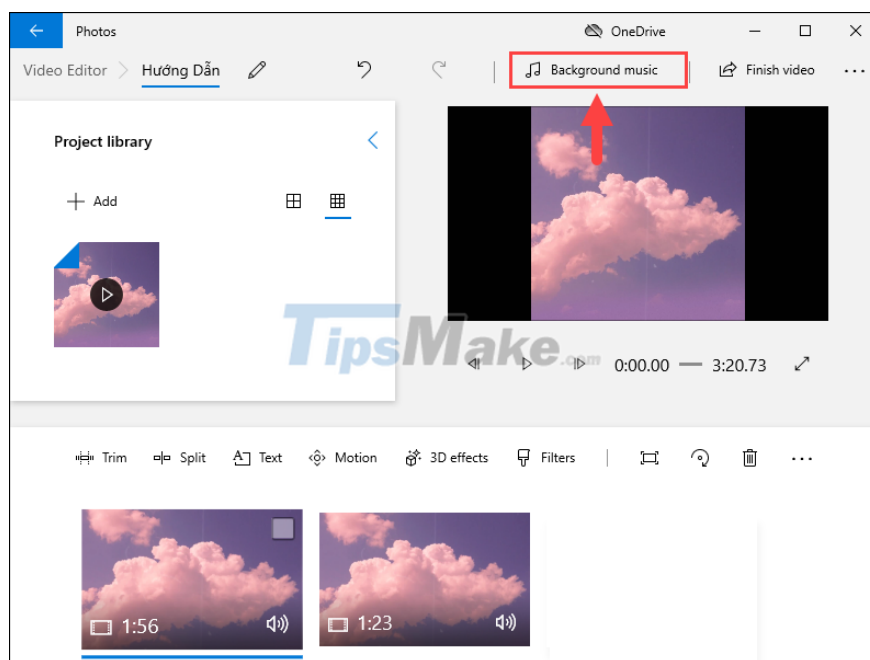 Photos
OneDrive
Video Editor
Hướng Dẫn
Background music
Finish video
Project library
Add
TipsMake.com
0:00.00
3:20.73
Trim
Split
Text
Motion
3D effects
Filters
1:56
1:23